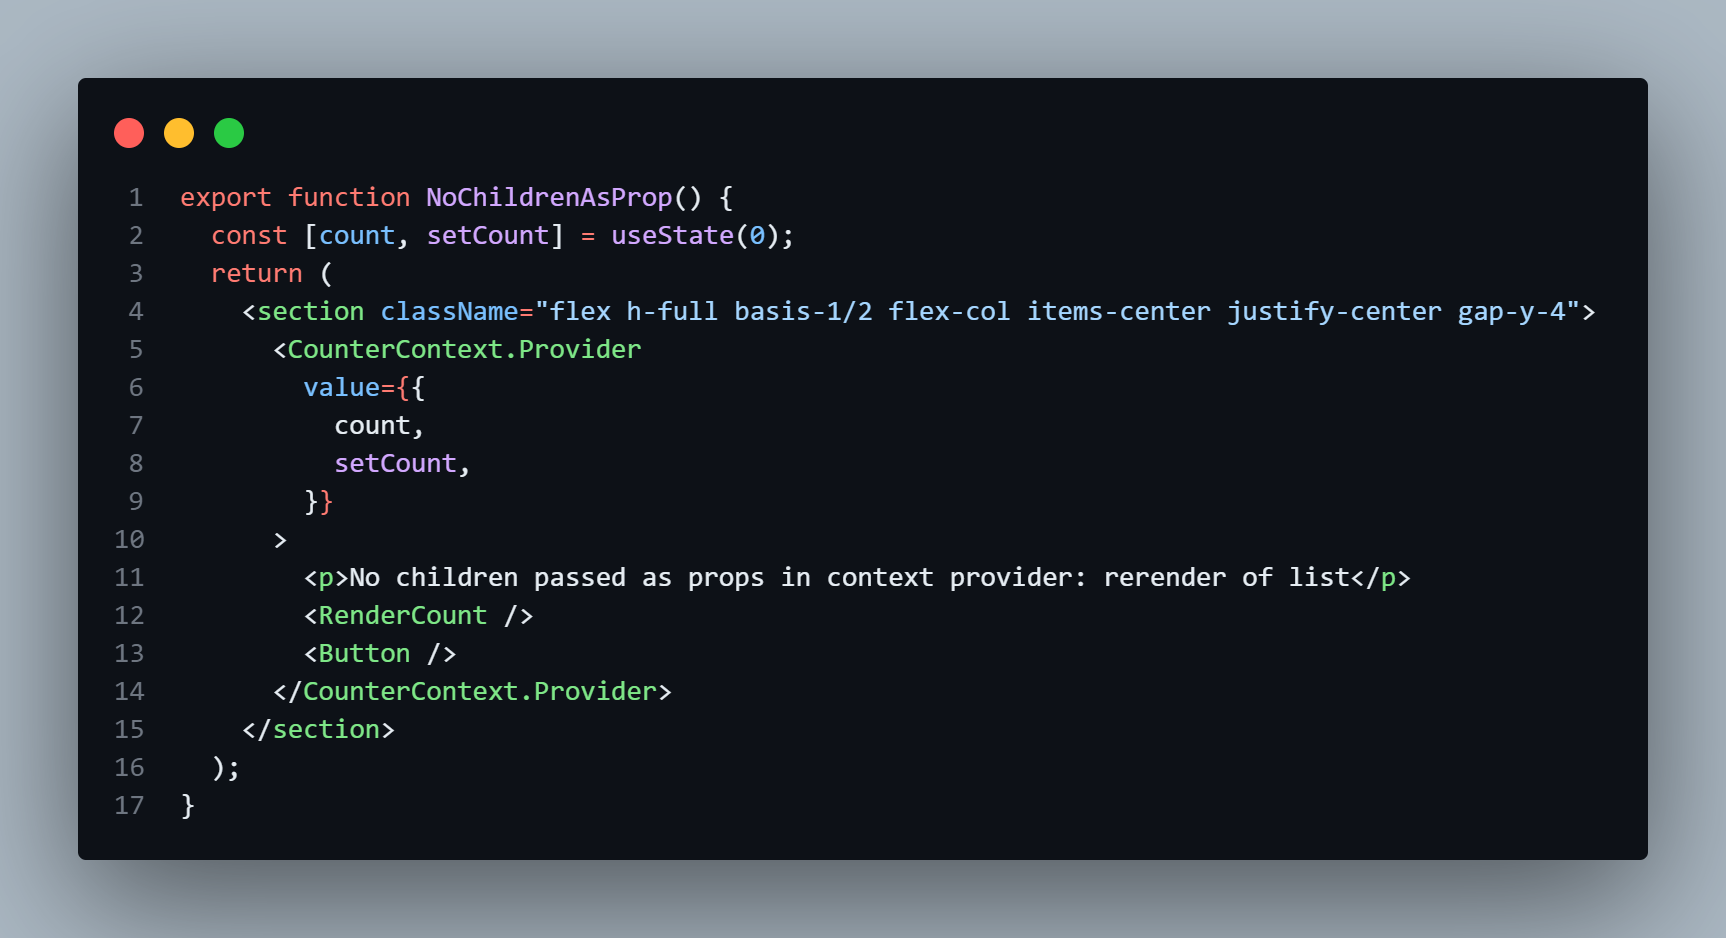 1 export function NoChildrenAsProp() {
2   const [count, setCount] = useState(0);
3   return (
4     <section className="flex h-full basis-1/2 flex-col items-center justify-center gap-y-4">
5       <CounterContext.Provider
6         value={{
7           count,
8           setCount,
9         }}
10       >
11         <p>No children passed as props in context provider: rerender of list</p>
12         <RenderCount />
13         <Button />
14       </CounterContext.Provider>
15     </section>
16   );
17 }